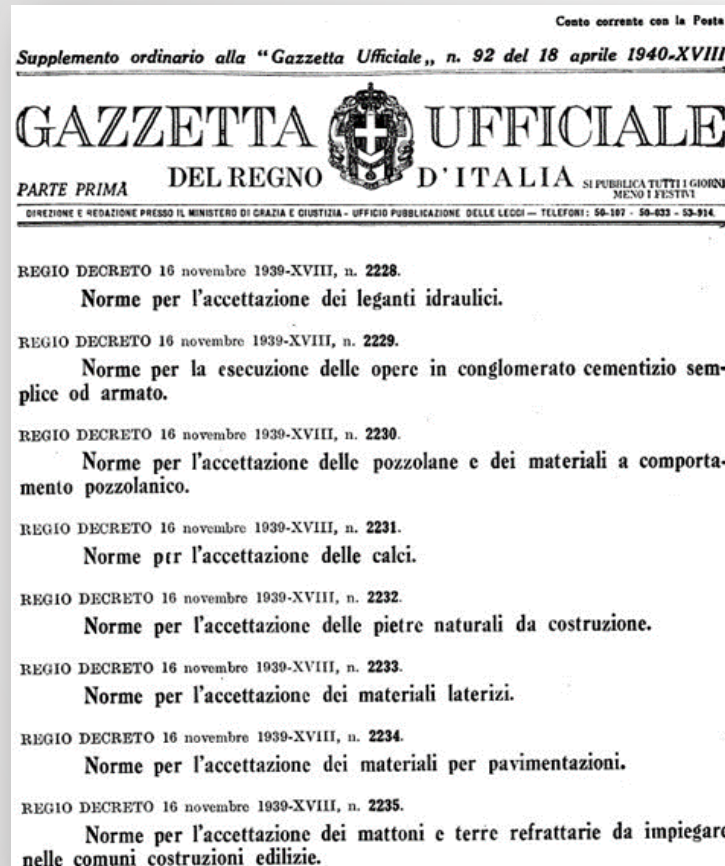 Conto corrente con la Posta
Supplemento ordinario alla “Gazzetta Ufficiale„ n. 92 del 18 aprile 1940-XVIII
GAZZETTA UFFICIALE
DEL REGNO D'ITALIA
PARTE PRIMA
SI PUBBLICA TUTTI I GIORNI
MENO I FESTIVI
DIREZIONE E REDAZIONE PRESSO IL MINISTERO DI GRAZIA E GIUSTIZIA - UFFICIO PUBBLICAZIONE DELLE LEGGI — TELEFONI: 50-107 - 50-033 - 53-914
REGIO DECRETO 16 novembre 1939-XVIII, n. 2228.
Norme per l'accettazione dei leganti idraulici.
REGIO DECRETO 16 novembre 1939-XVIII, n. 2229.
Norme per la esecuzione delle opere in conglomerato cementizio sem-
plice od armato.
REGIO DECRETO 16 novembre 1939-XVIII, n. 2230.
Norme per l'accettazione delle pozzolane e dei materiali a comporta-
mento pozzolanico.
REGIO DECRETO 16 novembre 1939-XVIII, n. 2231.
Norme per l'accettazione delle calci.
REGIO DECRETO 16 novembre 1939-XVIII, n. 2232.
Norme per l'accettazione delle pietre naturali da costruzione.
REGIO DECRETO 16 novembre 1939-XVIII, n. 2233.
Norme per l'accettazione dei materiali laterizi.
REGIO DECRETO 16 novembre 1939-XVIII, n. 2234.
Norme per l'accettazione dei materiali per pavimentazioni.
REGIO DECRETO 16 novembre 1939-XVIII, n. 2235.
Norme per l'accettazione dei mattoni e terre refrattarie da impiegare
nelle comuni costruzioni edilizie.